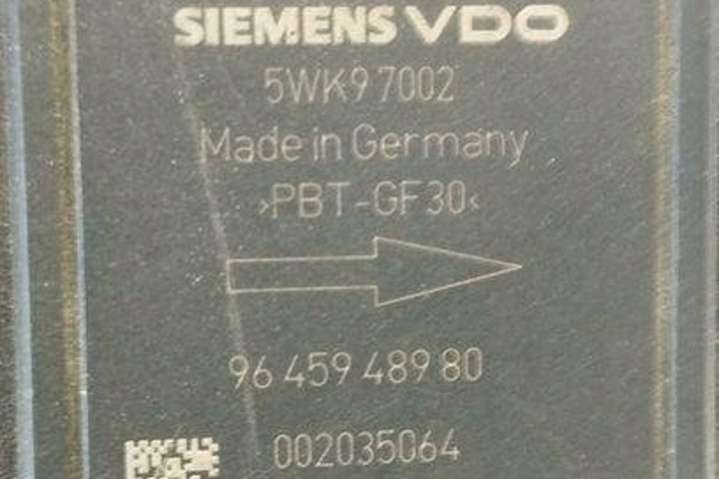 SIEMENS VDO
5WK9 7002
Made in Germany
>PBT-GF30<
96 459 489 80
002035064